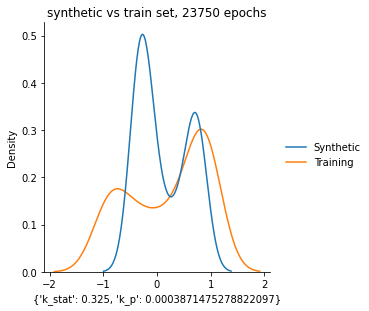 synthetic vs train set, 23750 epochs
0.5
0.4
0.3
0.2
0.1
0.0
Density
−2
−1
0
1
2
{'k_stat': 0.325, 'k_p': 0.0003871475278822097}
Synthetic
Training